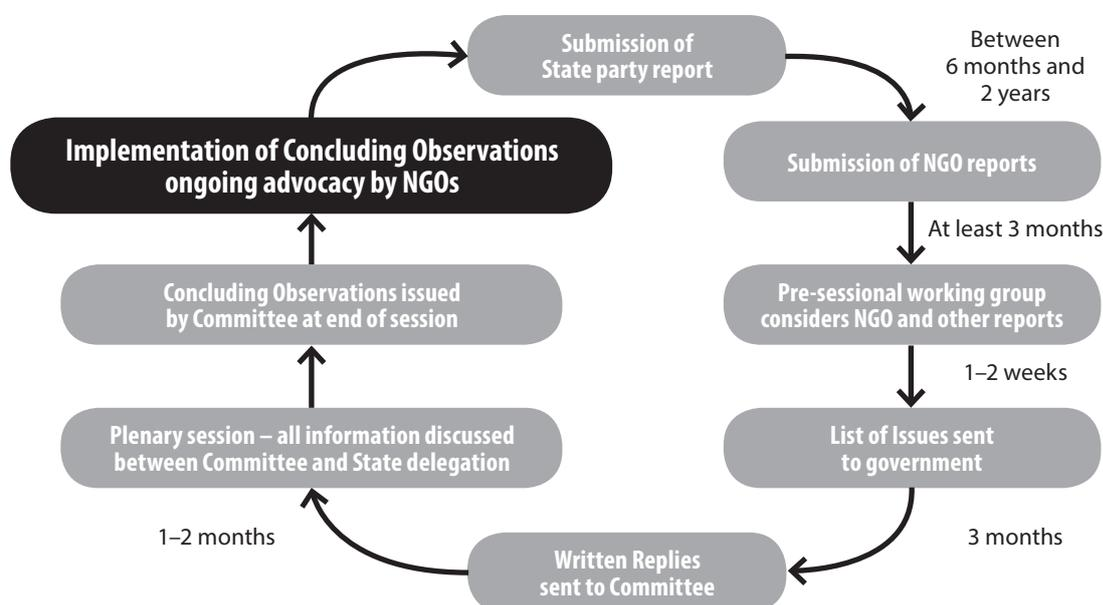 Submission of
State party report
Between
6 months and
2 years
Submission of NGO reports
At least 3 months
Pre-sessional working group
considers NGO and other reports
1–2 weeks
List of Issues sent
to government
3 months
Written Replies
sent to Committee
1–2 months
Plenary session – all information discussed
between Committee and State delegation
Concluding Observations issued
by Committee at end of session
Implementation of Concluding Observations
ongoing advocacy by NGOs